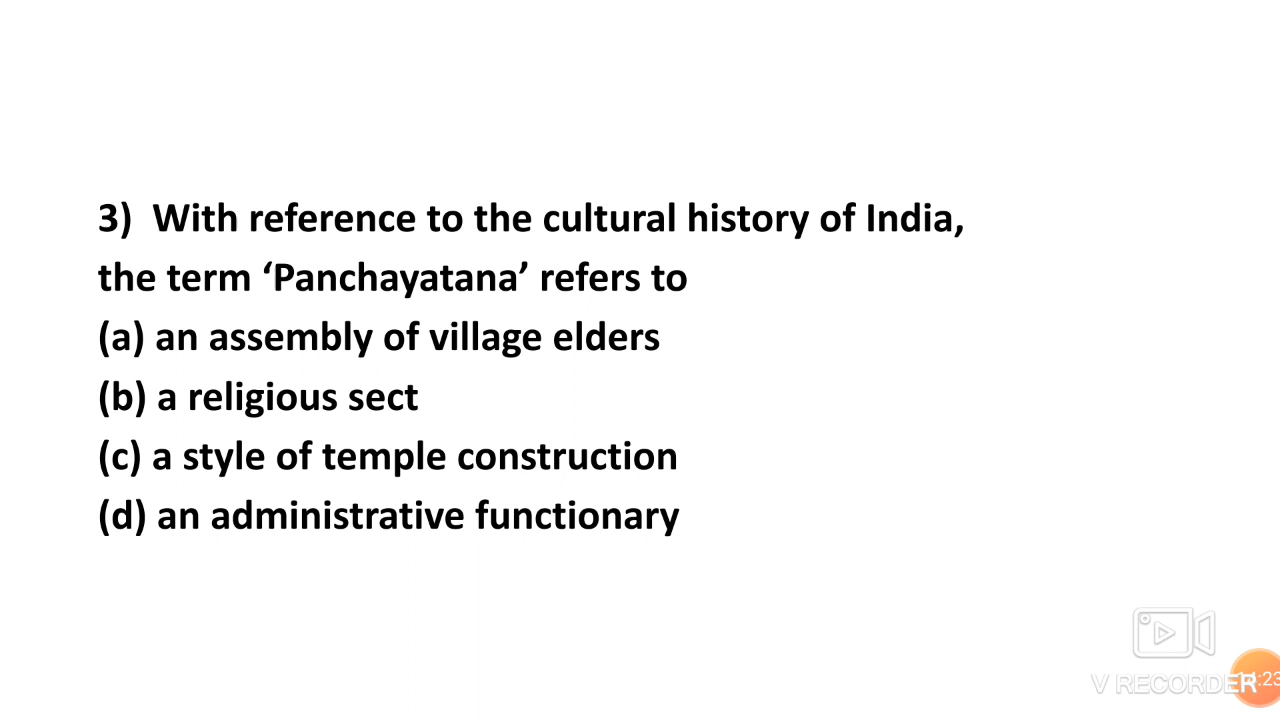 3)  With reference to the cultural history of India,
the term ‘Panchayatana’ refers to
(a) an assembly of village elders
(b) a religious sect
(c) a style of temple construction
(d) an administrative functionary
V RECORDER